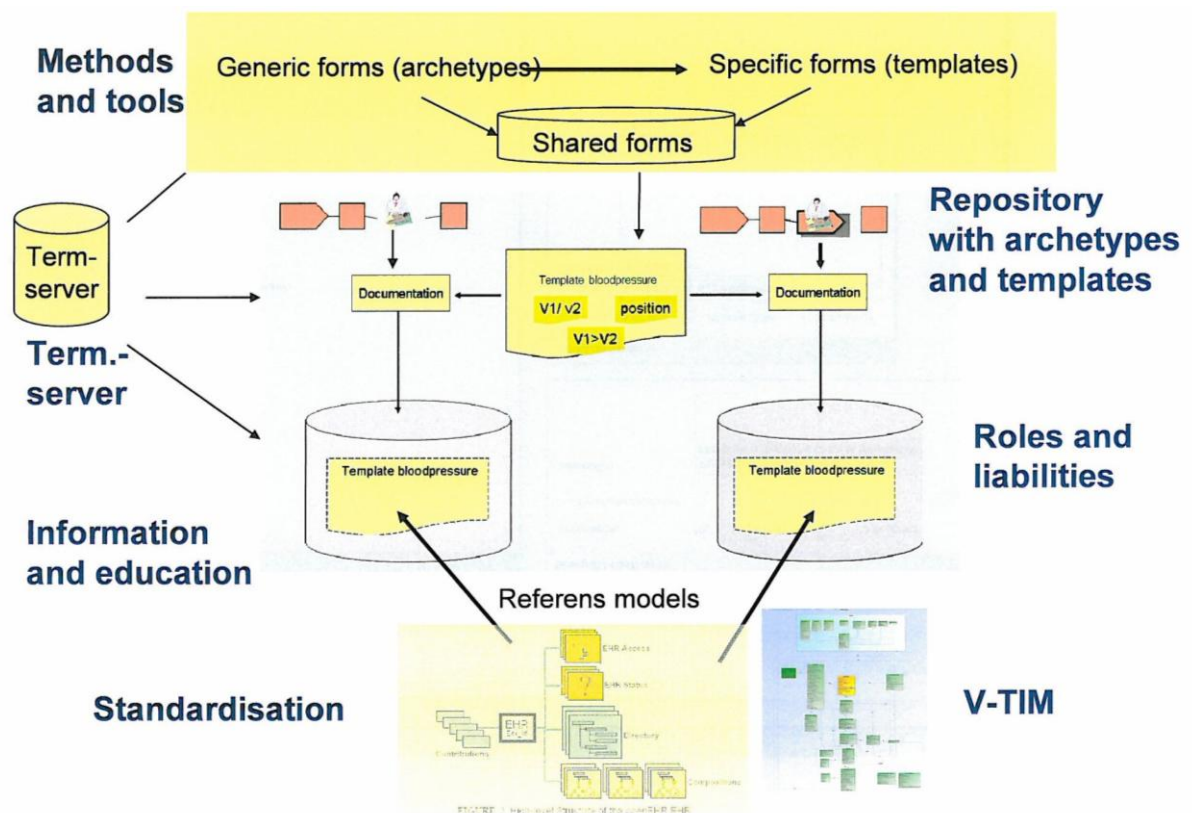 Methods
and tools
Generic forms (archetypes)
Specific forms (templates)
Shared forms
Term-
server
Term.-
server
Repository
with archetypes
and templates
Documentation
Template bloodpressure
V1/ v2
position
V1>V2
Documentation
Template bloodpressure
Template bloodpressure
Roles and
liabilities
Information
and education
Referens models
EHR Access
EHR Status
EHR
Directory
Contributions
Compositions
Standardisation
V-TIM